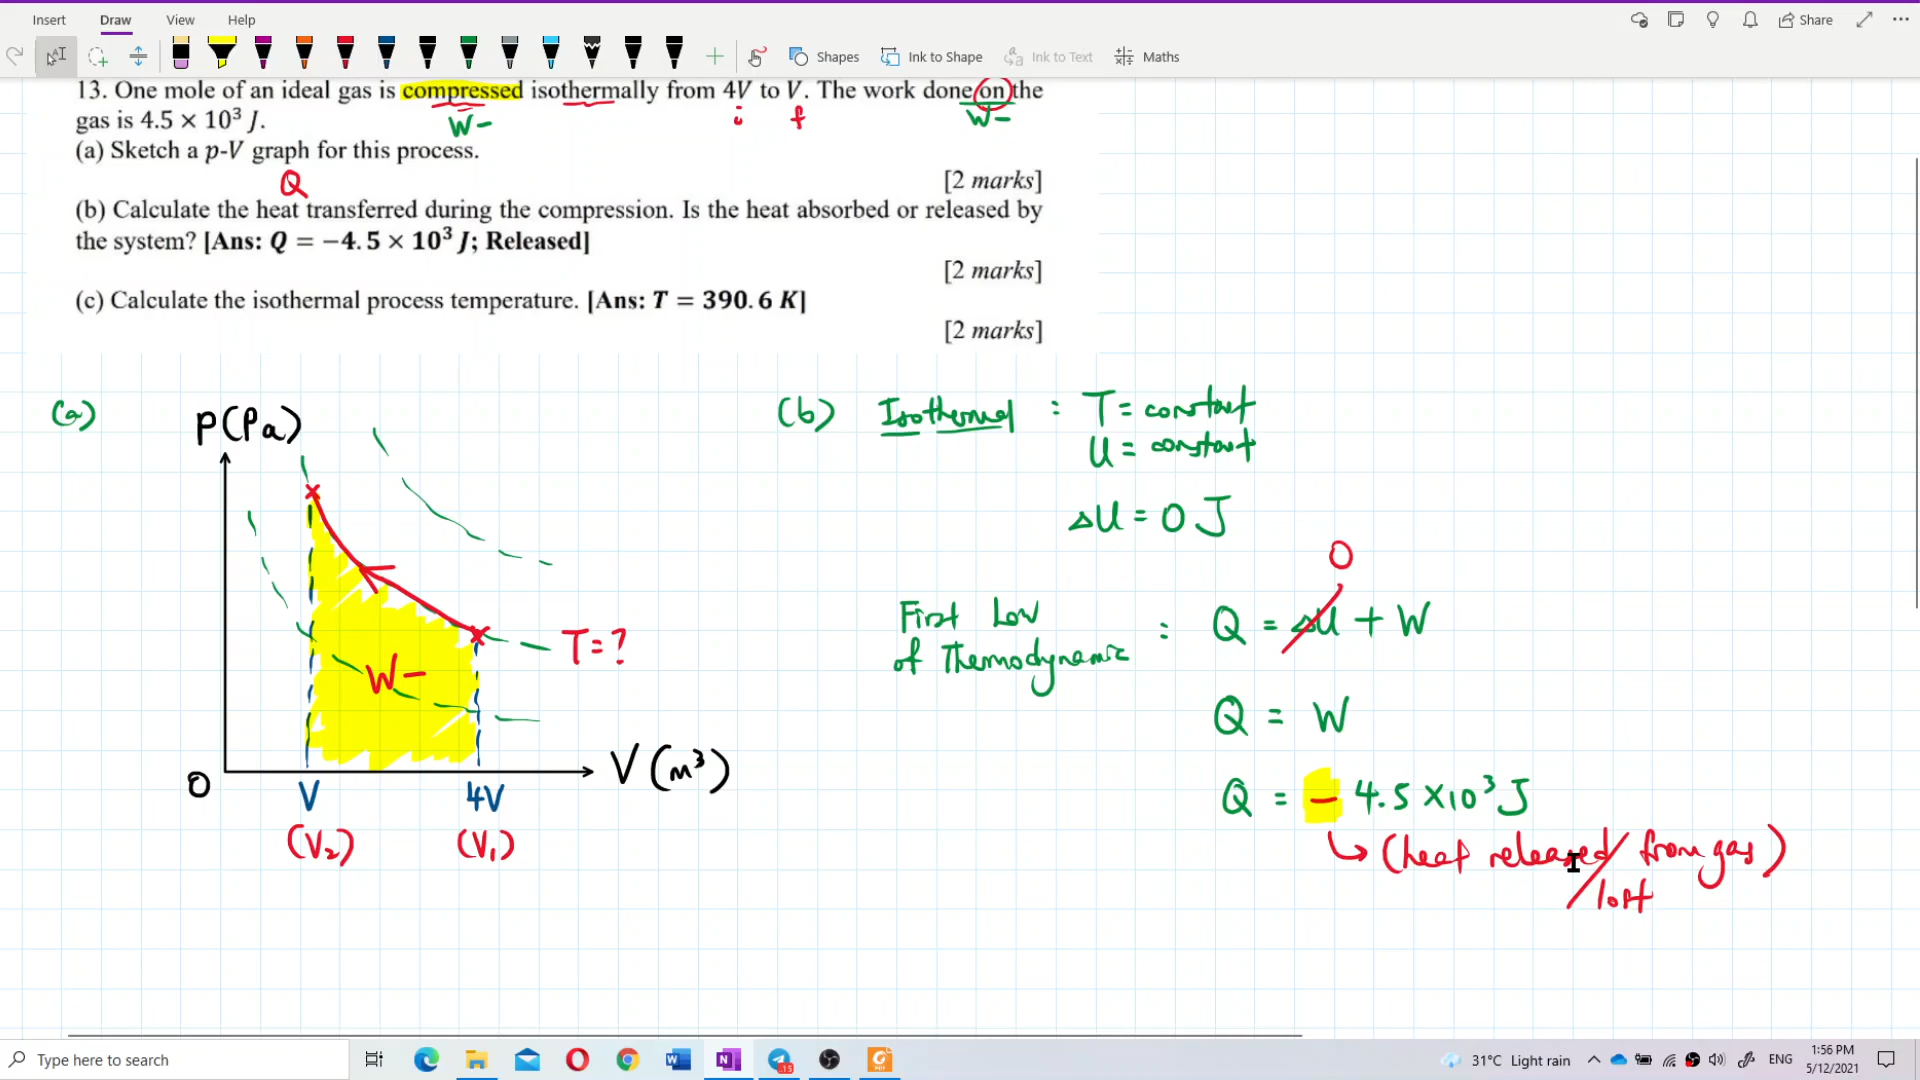 Insert Draw View Help
Share
Shapes Ink to Shape Ink to Text Maths
13. One mole of an ideal gas is compressed isothermally from 4V to V. The work done on the
W- i f W-
gas is 4.5 × 10³ J.
(a) Sketch a p-V graph for this process.
[2 marks]
Q
(b) Calculate the heat transferred during the compression. Is the heat absorbed or released by
the system? [Ans: Q = −4.5 × 10³ J; Released]
[2 marks]
(c) Calculate the isothermal process temperature. [Ans: T = 390.6 K]
[2 marks]
(a)
P(Pa)
T=?
W-
O
V(m³)
V 4V
(V₂) (V₁)
(b) Isothermal : T = constant
U = constant
ΔU = 0 J
0
First Law : Q = ΔU + W
of Thermodynamic
Q = W
Q = - 4.5 ×10³ J
↳ (heat released/ from gas)
/lost
Type here to search
15
31°C Light rain
ENG
1:56 PM
5/12/2021